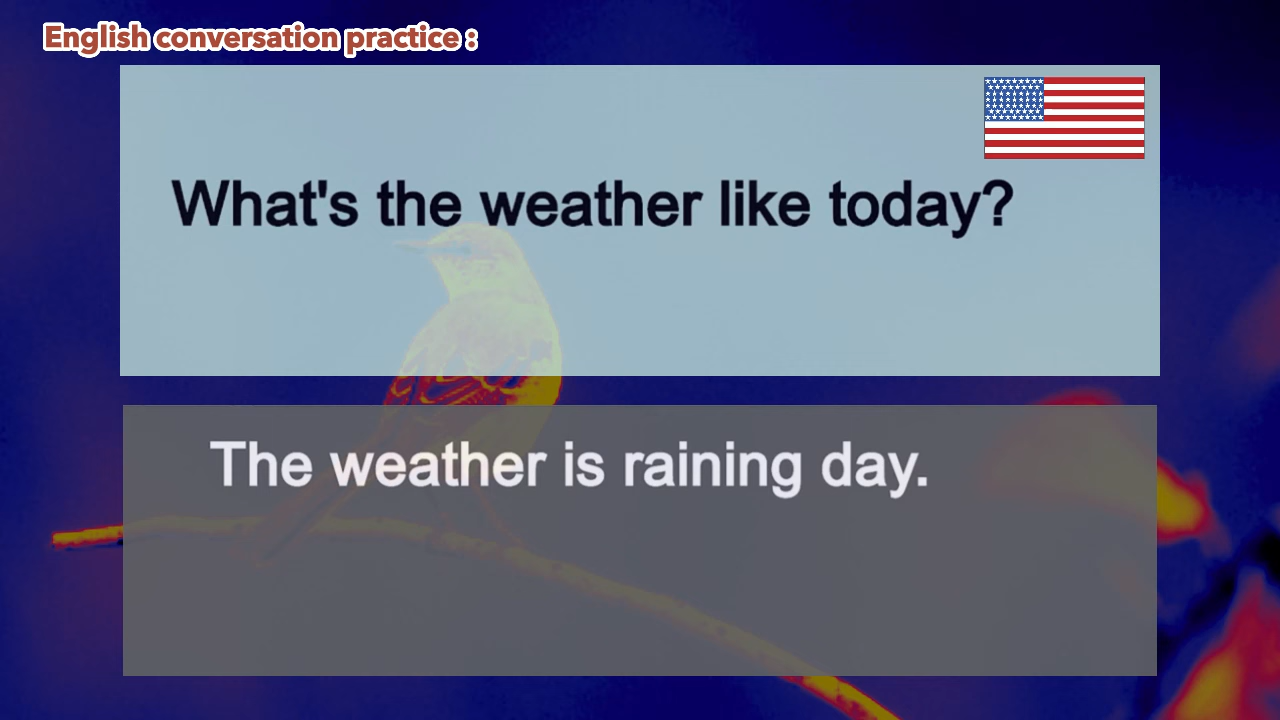 English conversation practice :
What's the weather like today?
The weather is raining day.